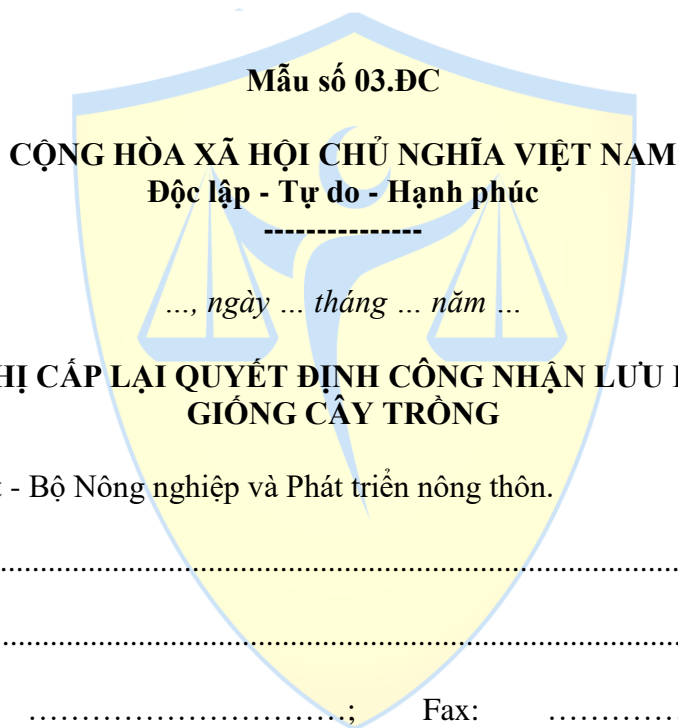 Mẫu số 03.ĐC
CỘNG HÒA XÃ HỘI CHỦ NGHĨA VIỆT NAM
Độc lập - Tự do - Hạnh phúc
---------------
..., ngày ... tháng ... năm ...
CẤP LẠI QUYẾT ĐỊNH CÔNG NHẬN LƯU
GIỐNG CÂY TRỒNG
- Bộ Nông nghiệp và Phát triển nông thôn.
..........................................................................................
..........................................................................................
…………………………….; Fax: ……………